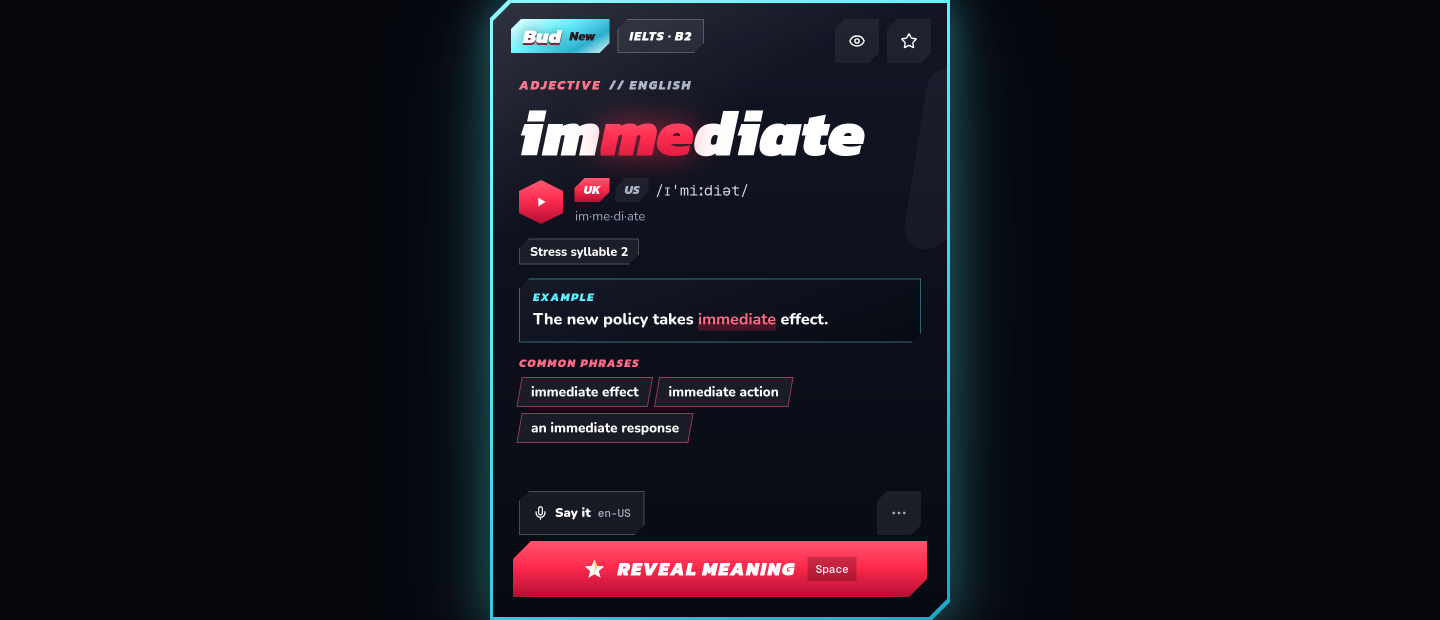 Bud New IELTS · B2
ADJECTIVE // ENGLISH
immediate
UK US /ɪˈmiːdiət/
im·me·di·ate
Stress syllable 2
EXAMPLE
The new policy takes immediate effect.
COMMON PHRASES
immediate effect immediate action
an immediate response
Say it en-US
REVEAL MEANING Space